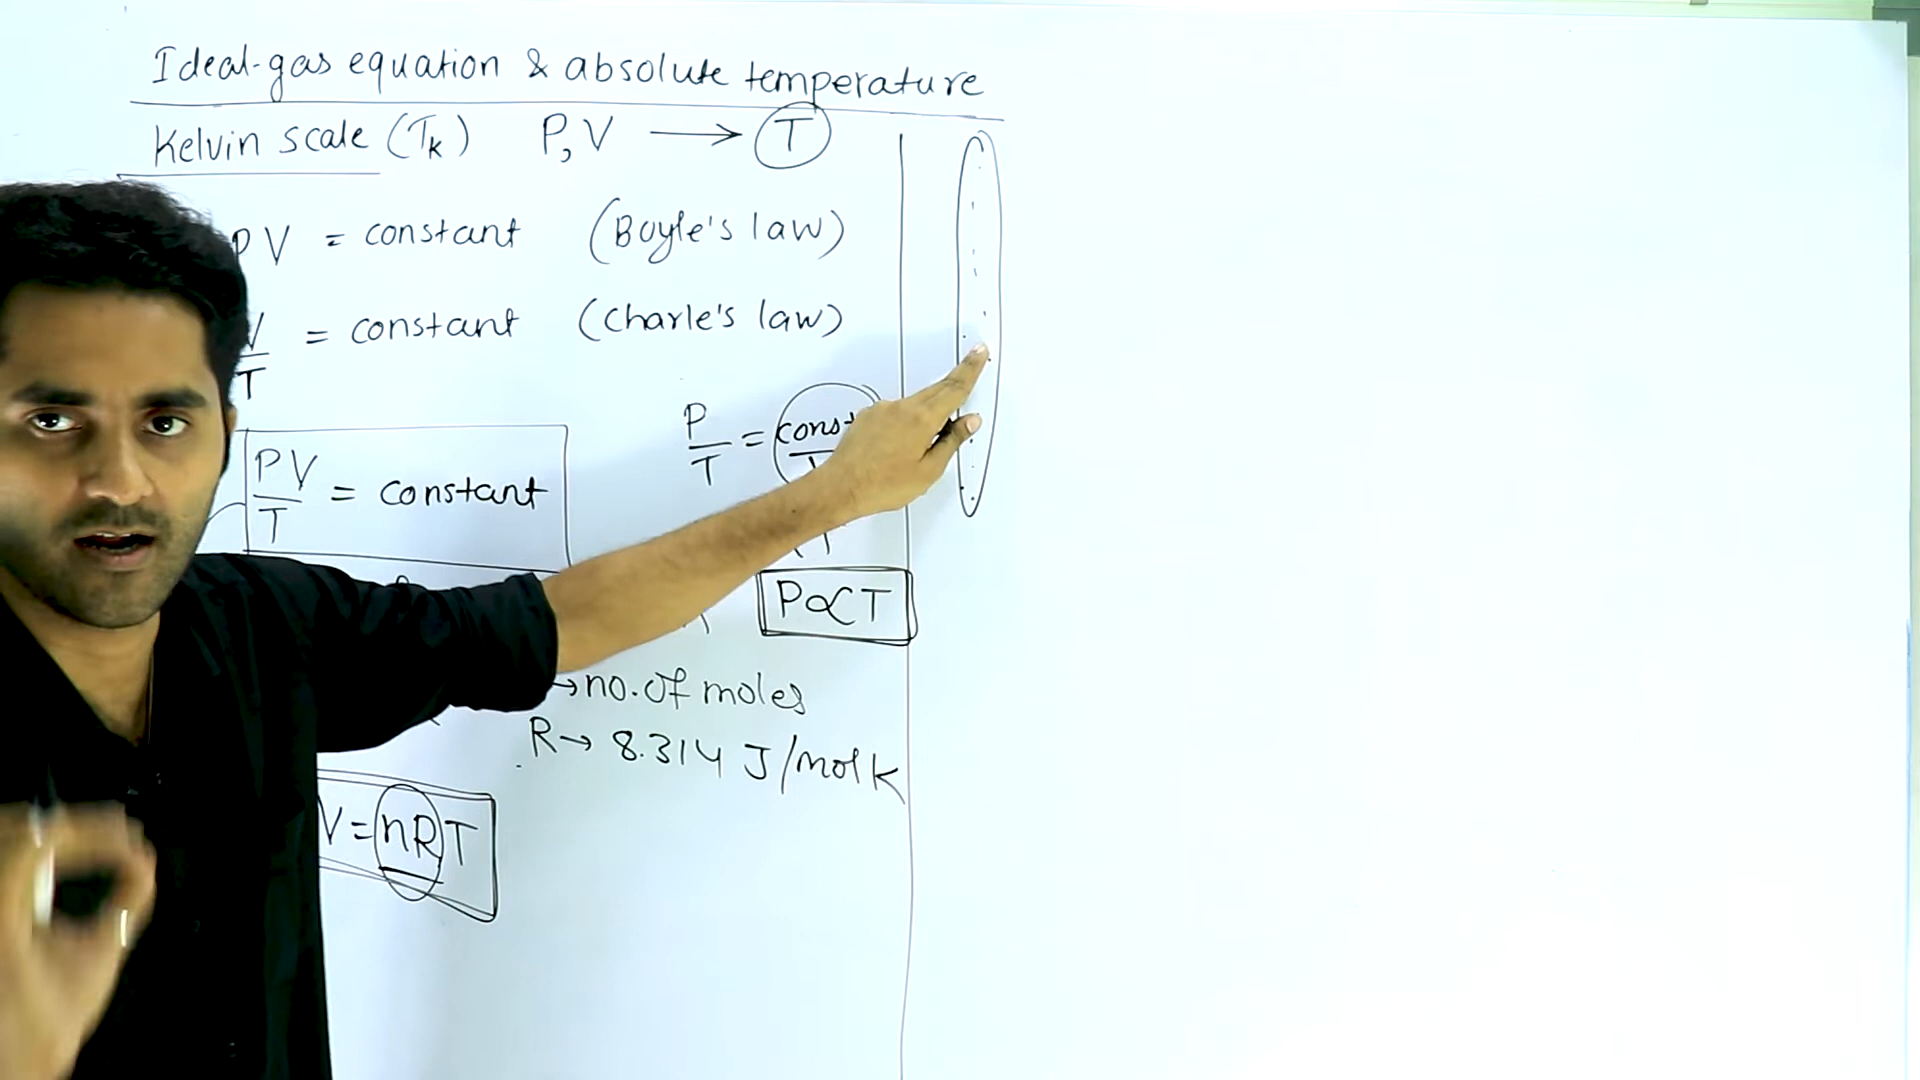 Ideal-gas equation & absolute temperature
Kelvin scale (Tk) P, V → T
PV = constant (Boyle's law)
V/T = constant (Charle's law)
P/T = const
PV/T = constant
P∝T
→no. of moles
R→ 8.314 J/mol K
V=nRT